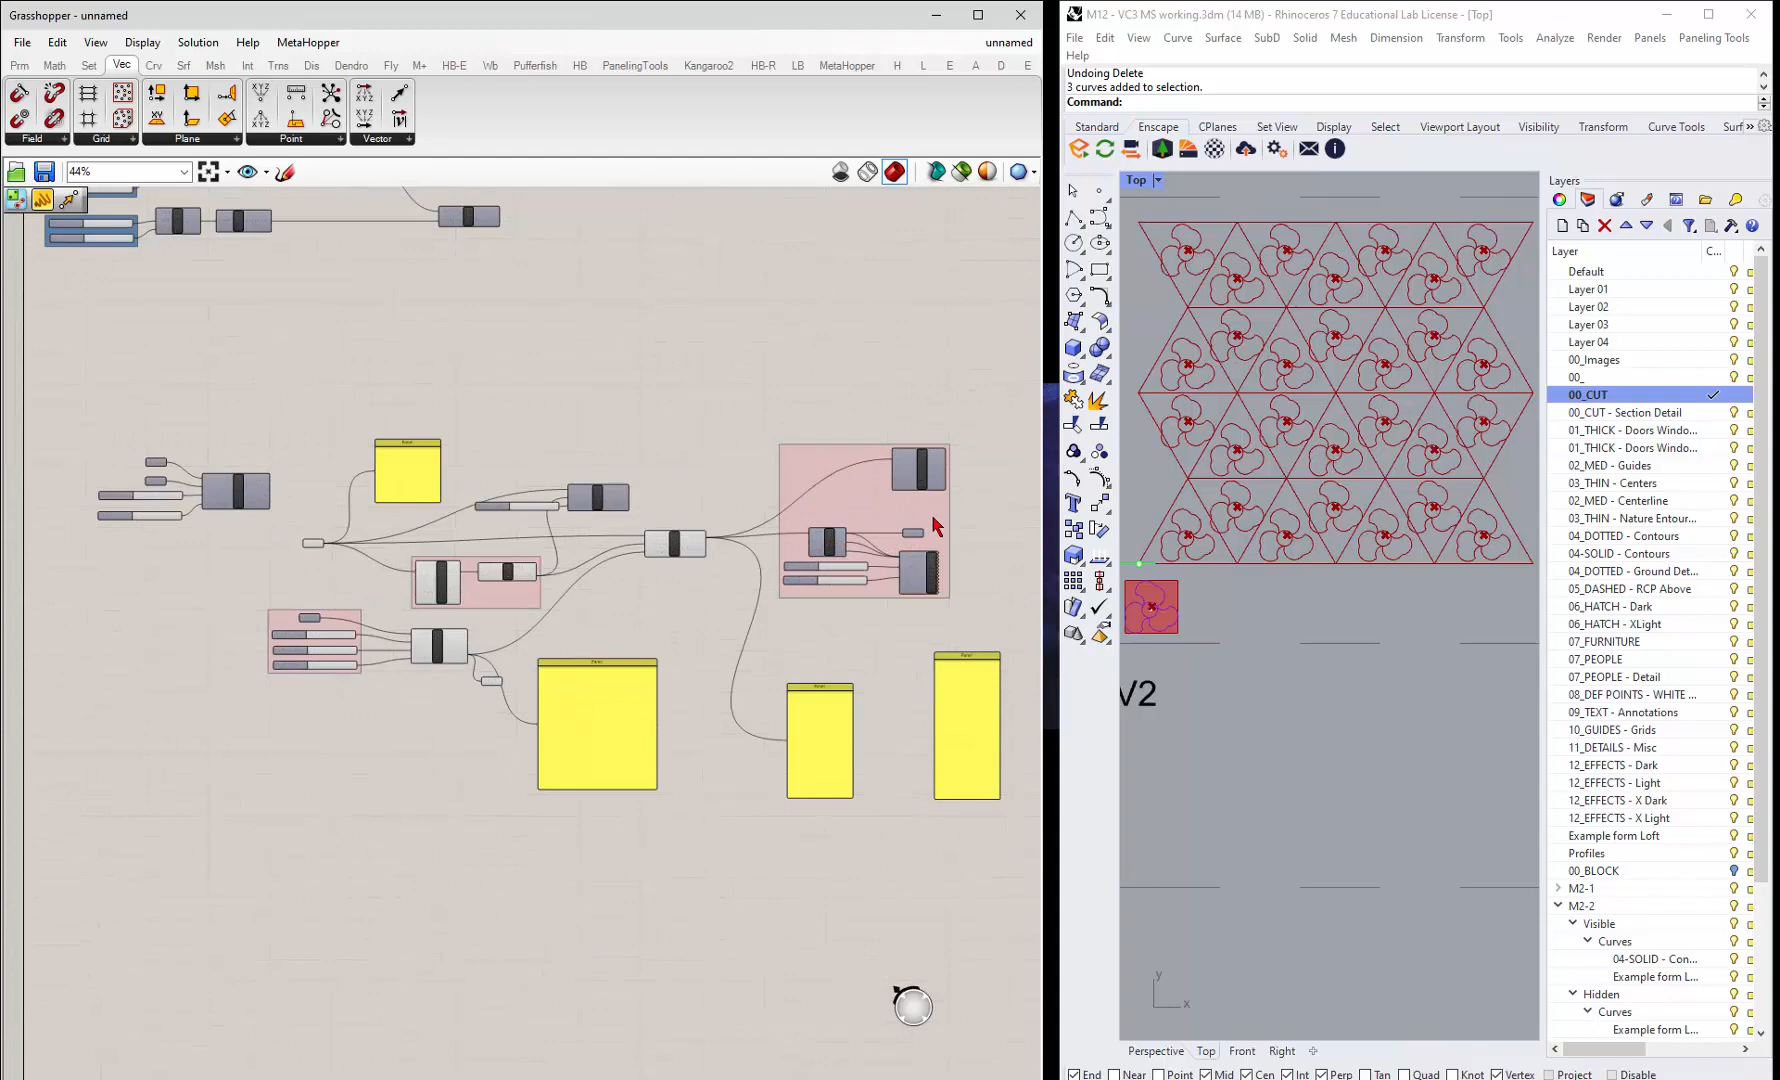 Grasshopper - unnamed
File Edit View Display Solution Help MetaHopper unnamed
Prm Math Set Vec Crv Srf Msh Int Trns Dis Dendro Fly M+ HB-E Wb Pufferfish HB PanelingTools Kangaroo2 HB-R LB MetaHopper H L E A D E
Field Grid Plane Point Vector
44%
M12 - VC3 MS working.3dm (14 MB) - Rhinoceros 7 Educational Lab License - [Top]
File Edit View Curve Surface SubD Solid Mesh Dimension Transform Tools Analyze Render Panels Paneling Tools
Help
Undoing Delete
3 curves added to selection.
Command:
Standard Enscape CPlanes Set View Display Select Viewport Layout Visibility Transform Curve Tools Surf
Top
V2
y
x
Perspective Top Front Right
End Near Point Mid Cen Int Perp Tan Quad Knot Vertex Project Disable
Layers
Layer C...
Default
Layer 01
Layer 02
Layer 03
Layer 04
00_Images
00_
00_CUT
00_CUT - Section Detail
01_THICK - Doors Windo...
01_THICK - Doors Windo...
02_MED - Guides
03_THIN - Centers
02_MED - Centerline
03_THIN - Nature Entour...
04_DOTTED - Contours
04-SOLID - Contours
04_DOTTED - Ground Det...
05_DASHED - RCP Above
06_HATCH - Dark
06_HATCH - XLight
07_FURNITURE
07_PEOPLE
07_PEOPLE - Detail
08_DEF POINTS - WHITE ...
09_TEXT - Annotations
10_GUIDES - Grids
11_DETAILS - Misc
12_EFFECTS - Dark
12_EFFECTS - Light
12_EFFECTS - X Dark
12_EFFECTS - X Light
Example form Loft
Profiles
00_BLOCK
M2-1
M2-2
Visible
Curves
04-SOLID - Con...
Example form L...
Hidden
Curves
Example form L...